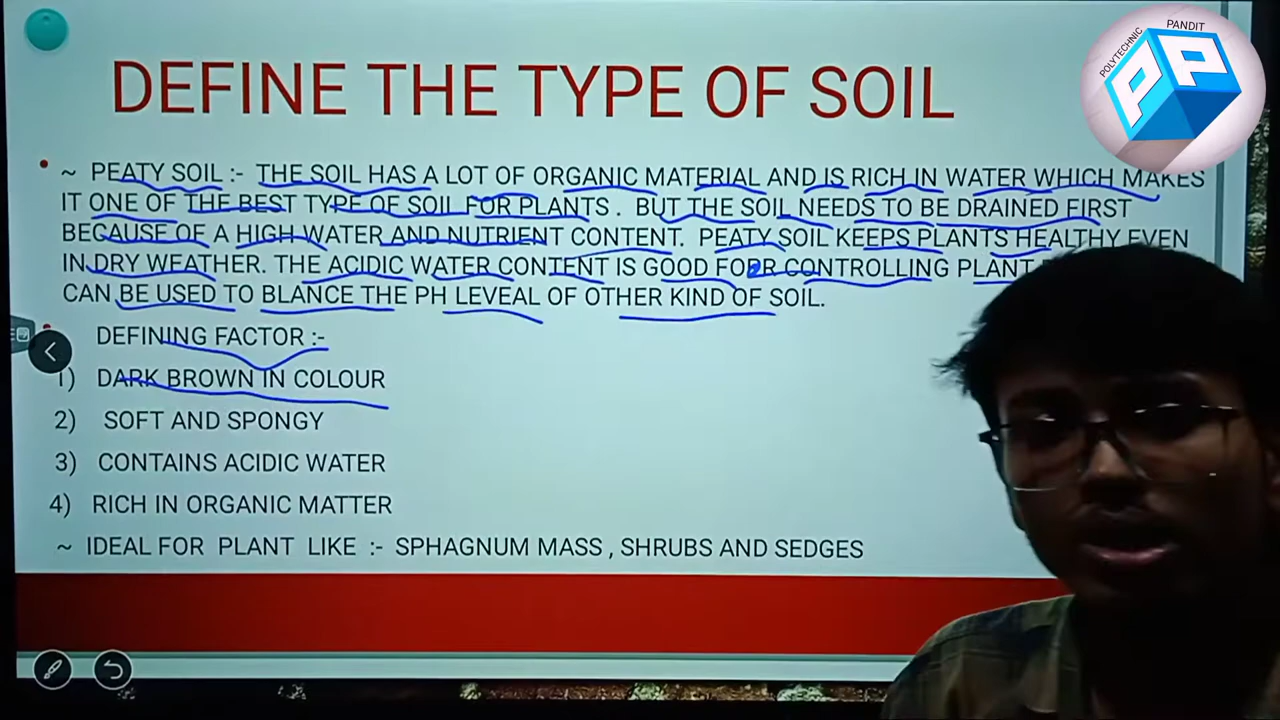 POLYTECHNIC PANDIT
PP
DEFINE THE TYPE OF SOIL
~ PEATY SOIL :- THE SOIL HAS A LOT OF ORGANIC MATERIAL AND IS RICH IN WATER WHICH MAKES
IT ONE OF THE BEST TYPE OF SOIL FOR PLANTS . BUT THE SOIL NEEDS TO BE DRAINED FIRST
BECAUSE OF A HIGH WATER AND NUTRIENT CONTENT. PEATY SOIL KEEPS PLANTS HEALTHY EVEN
IN DRY WEATHER. THE ACIDIC WATER CONTENT IS GOOD FOR CONTROLLING PLANT
CAN BE USED TO BLANCE THE PH LEVEAL OF OTHER KIND OF SOIL.
DEFINING FACTOR :-
1) DARK BROWN IN COLOUR
2) SOFT AND SPONGY
3) CONTAINS ACIDIC WATER
4) RICH IN ORGANIC MATTER
~ IDEAL FOR PLANT LIKE :- SPHAGNUM MASS , SHRUBS AND SEDGES